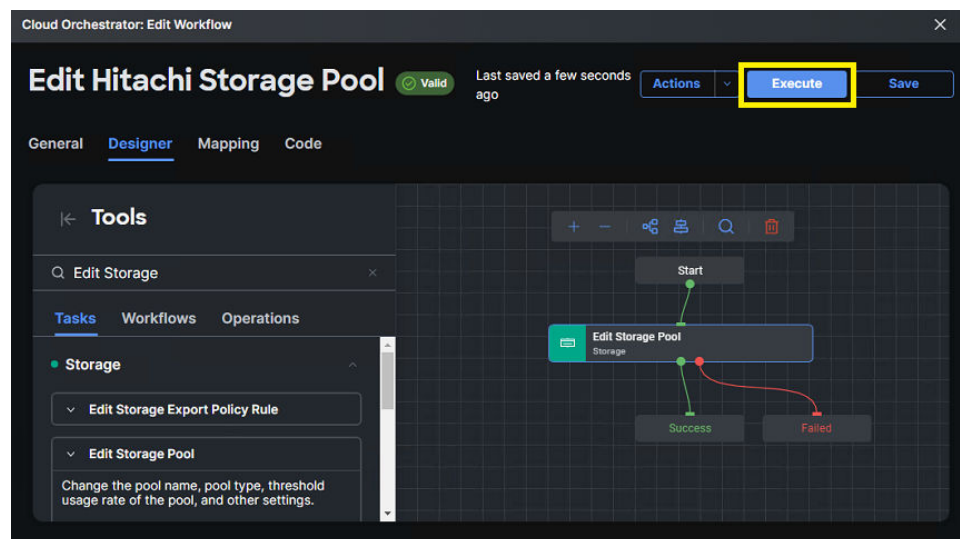 Cloud Orchestrator: Edit Workflow
Edit Hitachi Storage Pool
Valid
Last saved a few seconds
ago
Actions
Execute
Save
General
Designer
Mapping
Code
Tools
Edit Storage
Tasks
Workflows
Operations
Storage
Edit Storage Export Policy Rule
Edit Storage Pool
Change the pool name, pool type, threshold
usage rate of the pool, and other settings.
Start
Edit Storage Pool
Storage
Success
Failed